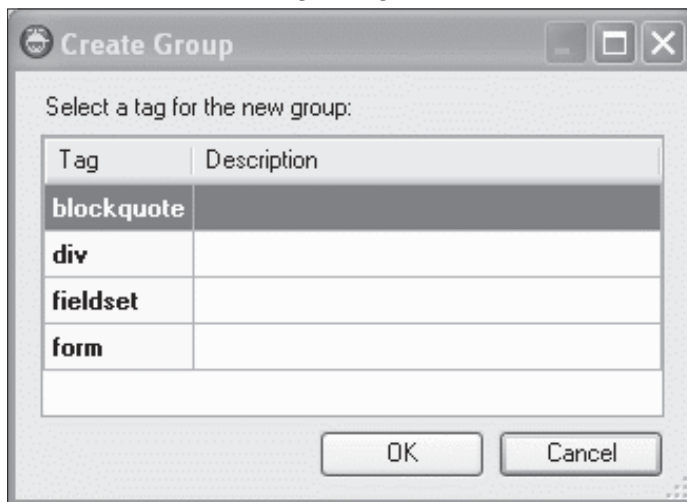 Create Group
Select a tag for the new group:
Tag Description
blockquote
div
fieldset
form
OK Cancel